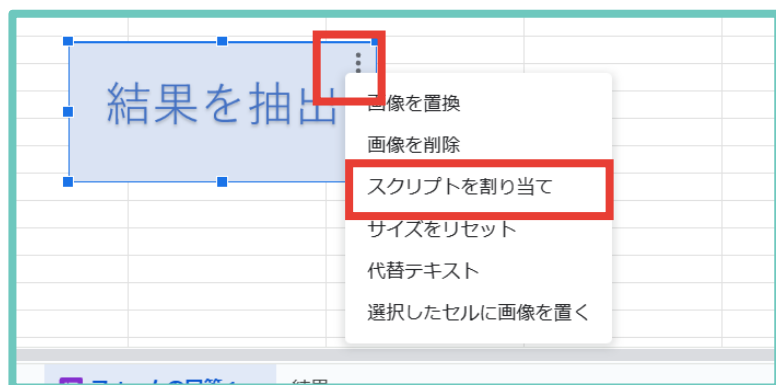 結果を抽出
画像を置換
画像を削除
スクリプトを割り当て
サイズをリセット
代替テキスト
選択したセルに画像を置く